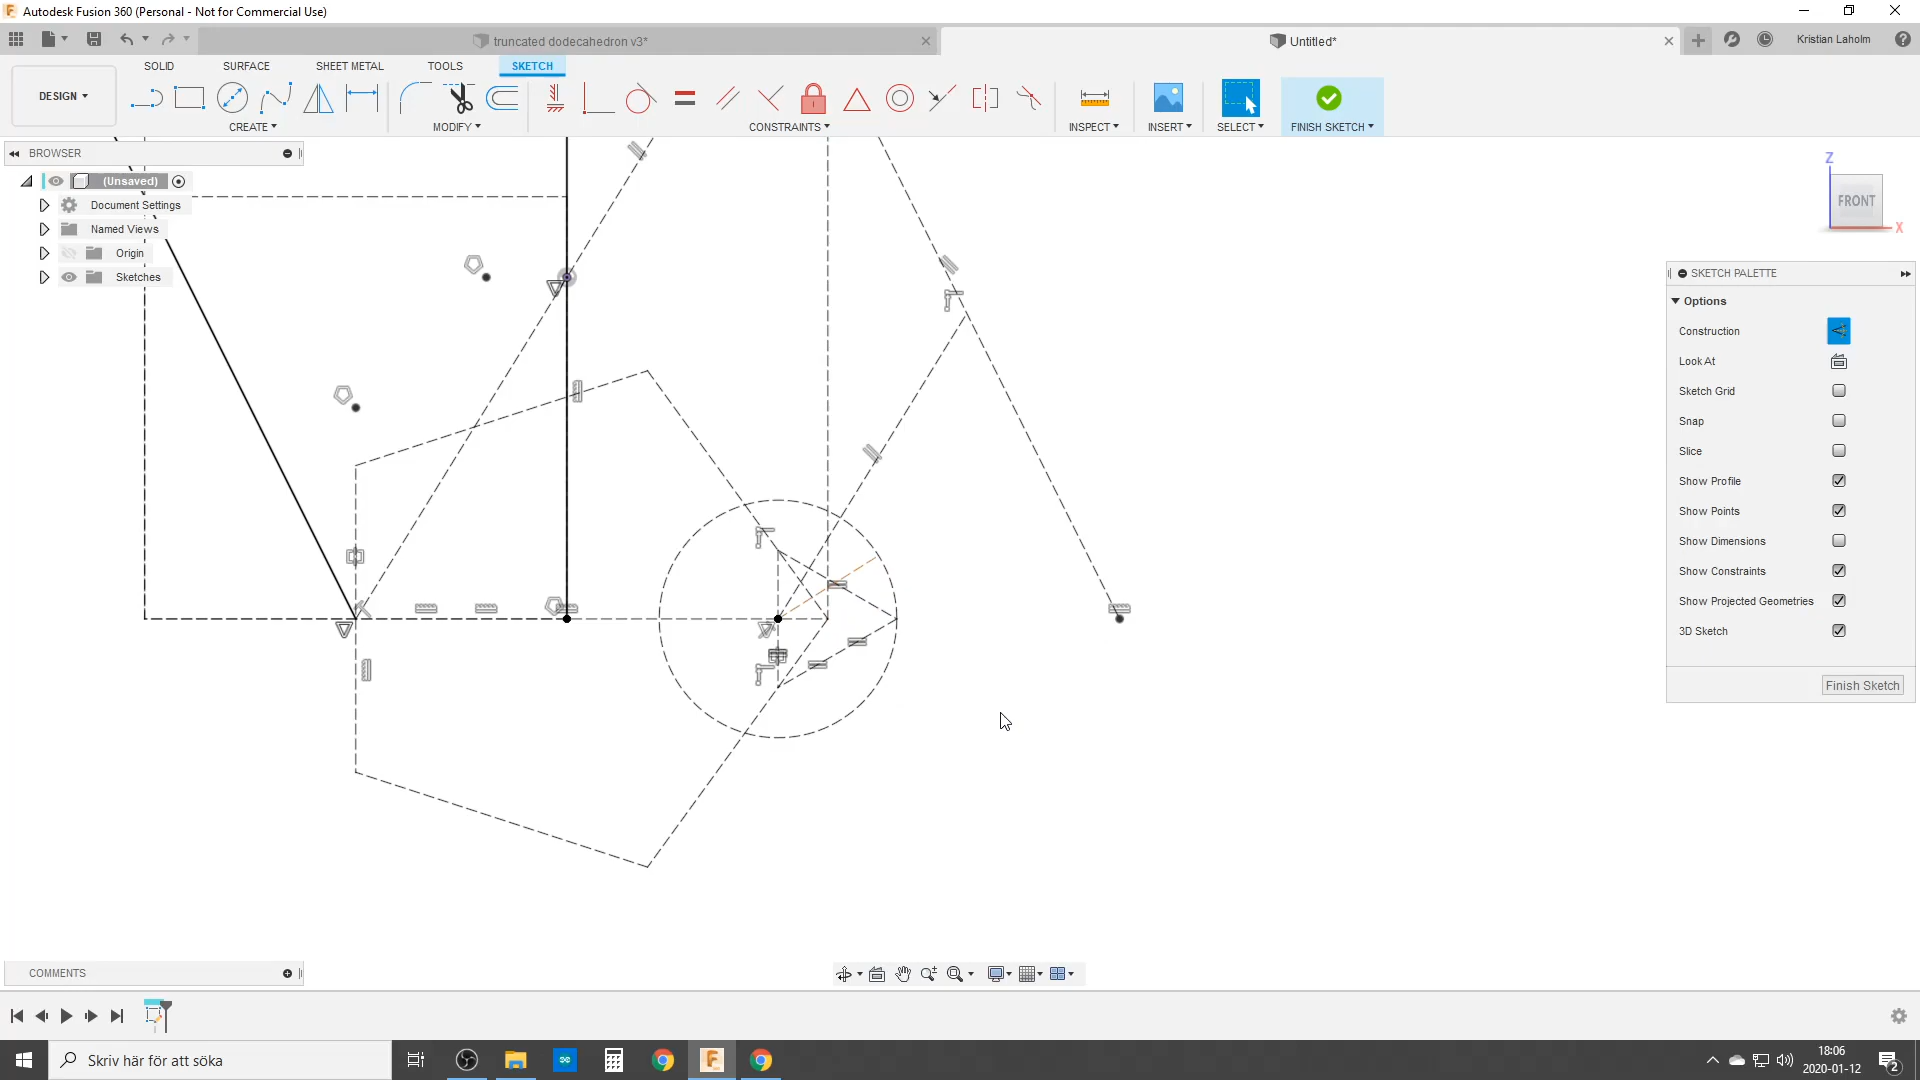 Autodesk Fusion 360 (Personal - Not for Commercial Use)
truncated dodecahedron v3*
Untitled*
Kristian Laholm
DESIGN
SOLID
SURFACE
SHEET METAL
TOOLS
SKETCH
CREATE
MODIFY
CONSTRAINTS
INSPECT
INSERT
SELECT
FINISH SKETCH
BROWSER
(Unsaved)
Document Settings
Named Views
Origin
Sketches
Z
FRONT
X
SKETCH PALETTE
Options
Construction
Look At
Sketch Grid
Snap
Slice
Show Profile
Show Points
Show Dimensions
Show Constraints
Show Projected Geometries
3D Sketch
Finish Sketch
COMMENTS
Skriv här för att söka
18:06
2020-01-12
2